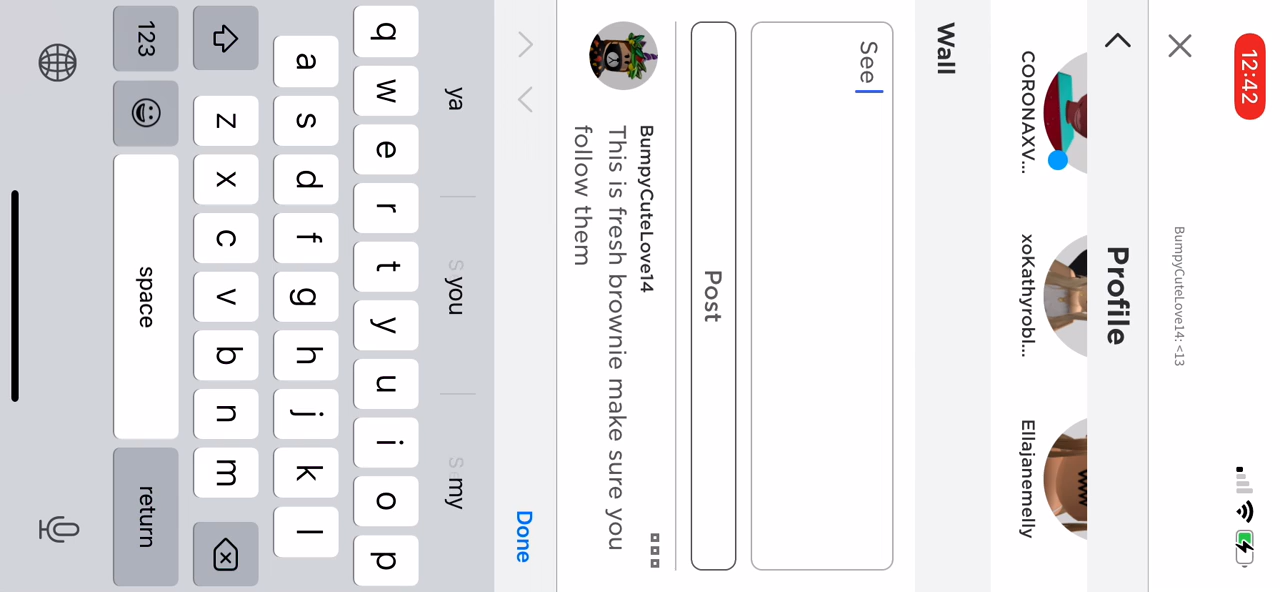 12:42
BumpyCuteLove14: <13
Profile
CORONAXV...
xoKathyrobl...
Ellajanemelly
Wall
See
Post
BumpyCuteLove14
This is fresh brownie make sure you
follow them
Done
ya
s you
s my
q w e r t y u i o p
a s d f g h j k l
z x c v b n m
123
space
return